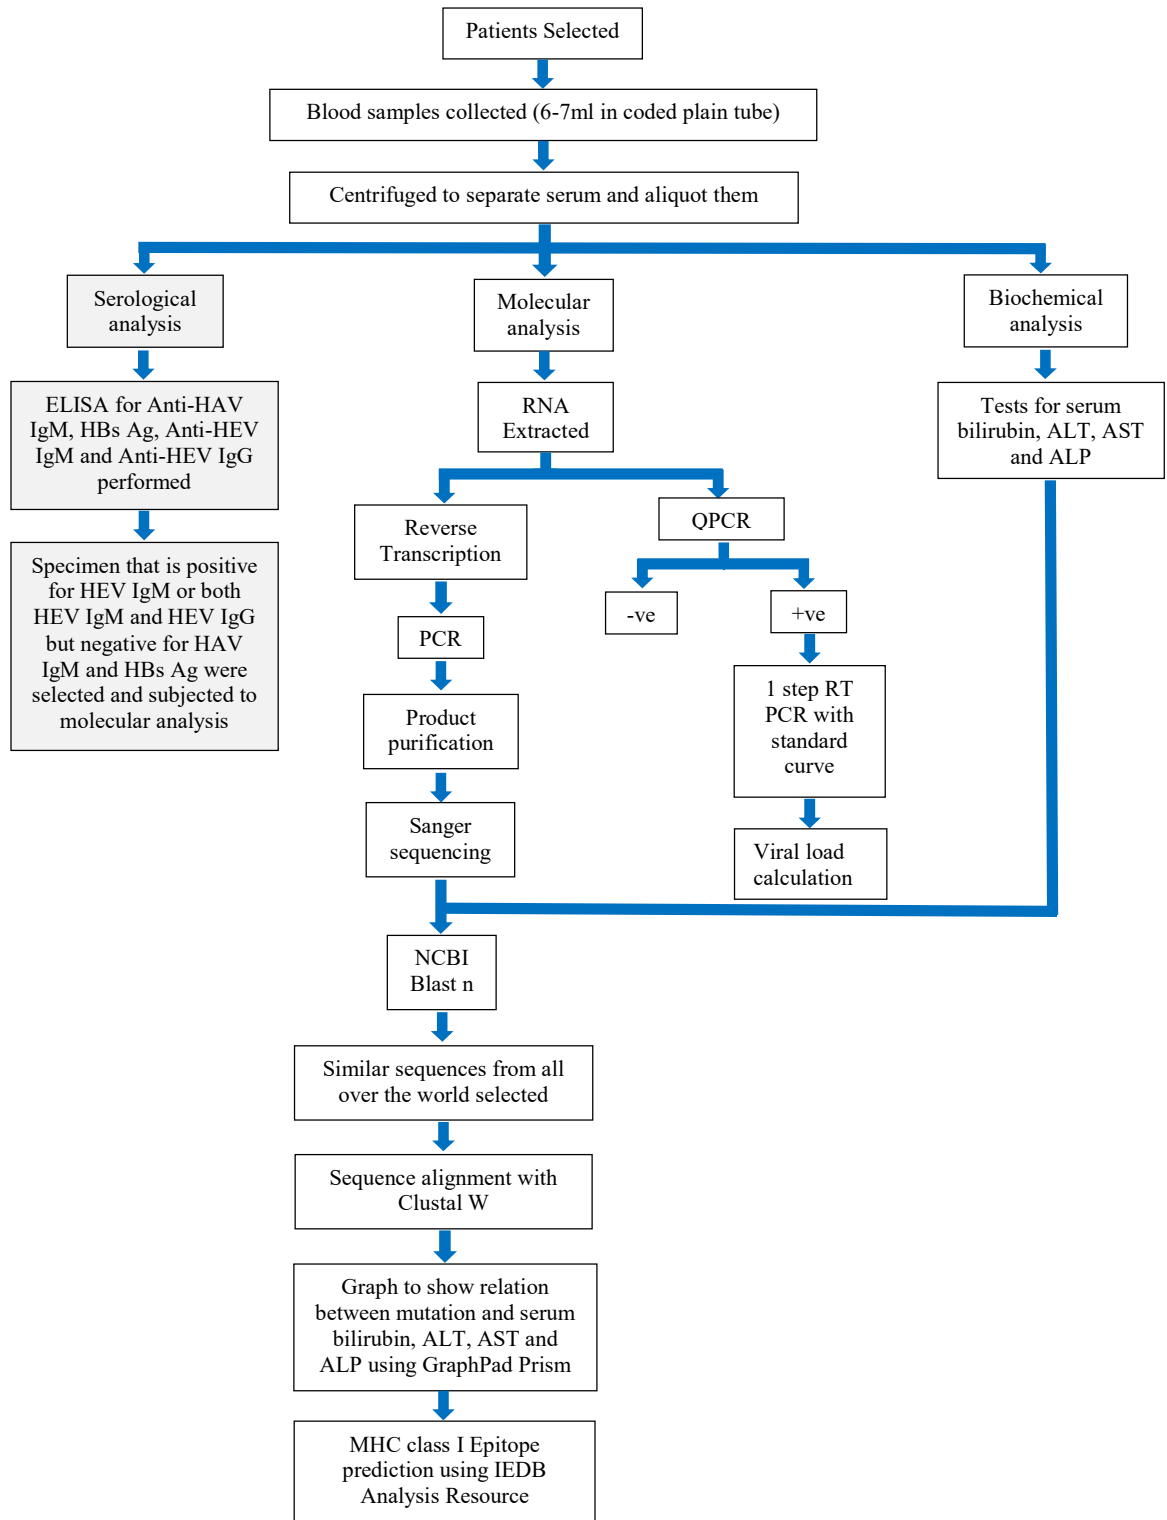 Patients Selected
Blood samples collected (6-7ml in coded plain tube)
Centrifuged to separate serum and aliquot them
Serological
analysis
ELISA for Anti-HAV
IgM, HBs Ag, Anti-HEV
IgM and Anti-HEV IgG
performed
Specimen that is positive
for HEV IgM or both
HEV IgM and HEV IgG
but negative for HAV
IgM and HBs Ag were
selected and subjected to
molecular analysis
Molecular
analysis
RNA
Extracted
Reverse
Transcription
PCR
Product
purification
Sanger
sequencing
QPCR
-ve
+ve
1 step RT
PCR with
standard
curve
Viral load
calculation
Biochemical
analysis
Tests for serum
bilirubin, ALT, AST
and ALP
NCBI
Blast n
Similar sequences from all
over the world selected
Sequence alignment with
Clustal W
Graph to show relation
between mutation and serum
bilirubin, ALT, AST and
ALP using GraphPad Prism
MHC class I Epitope
prediction using IEDB
Analysis Resource